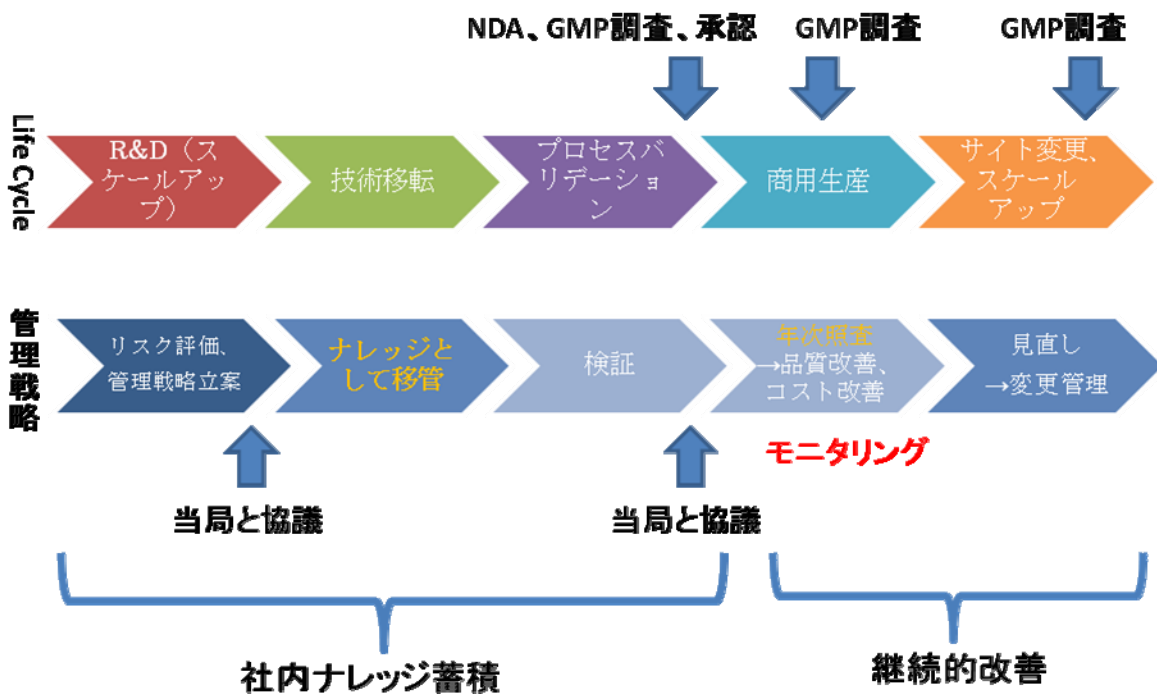 NDA、GMP調査、承認
GMP調査
GMP調査
Life Cycle
R&D（ス
ケールアッ
プ）
技術移転
プロセスバ
リデーショ
ン
商用生産
サイト変更、
スケール
アップ
管理戦略
リスク評価、
管理戦略立案
ナレッジと
して移管
検証
年次照査
→品質改善、
コスト改善
見直し
→変更管理
モニタリング
当局と協議
当局と協議
社内ナレッジ蓄積
継続的改善